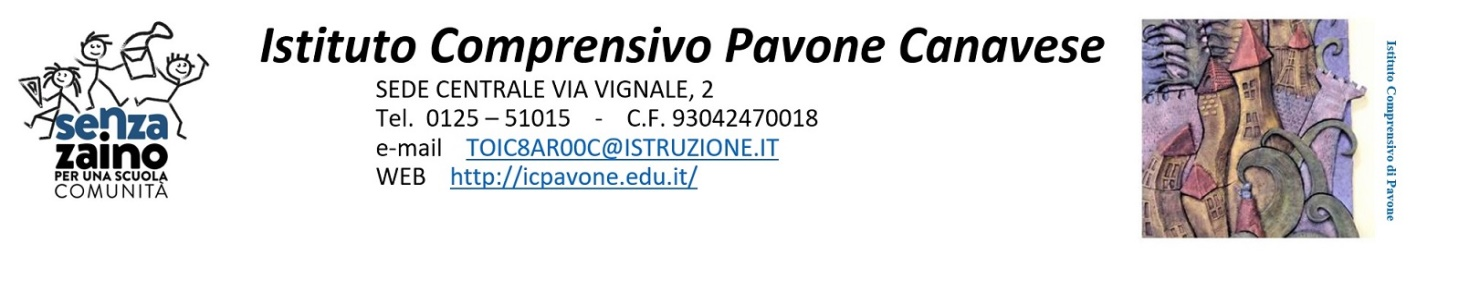 senza
zaino
PER UNA SCUOLA
COMUNITÀ
Istituto Comprensivo Pavone Canavese
SEDE CENTRALE VIA VIGNALE, 2
Tel. 0125 – 51015 - C.F. 93042470018
e-mail TOIC8AR00C@ISTRUZIONE.IT
WEB http://icpavone.edu.it/
Istituto Comprensivo di Pavone